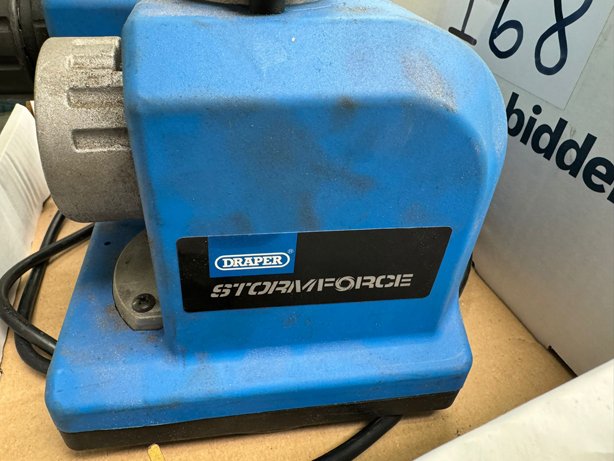 168
bidde
DRAPER®
STORMFORCE